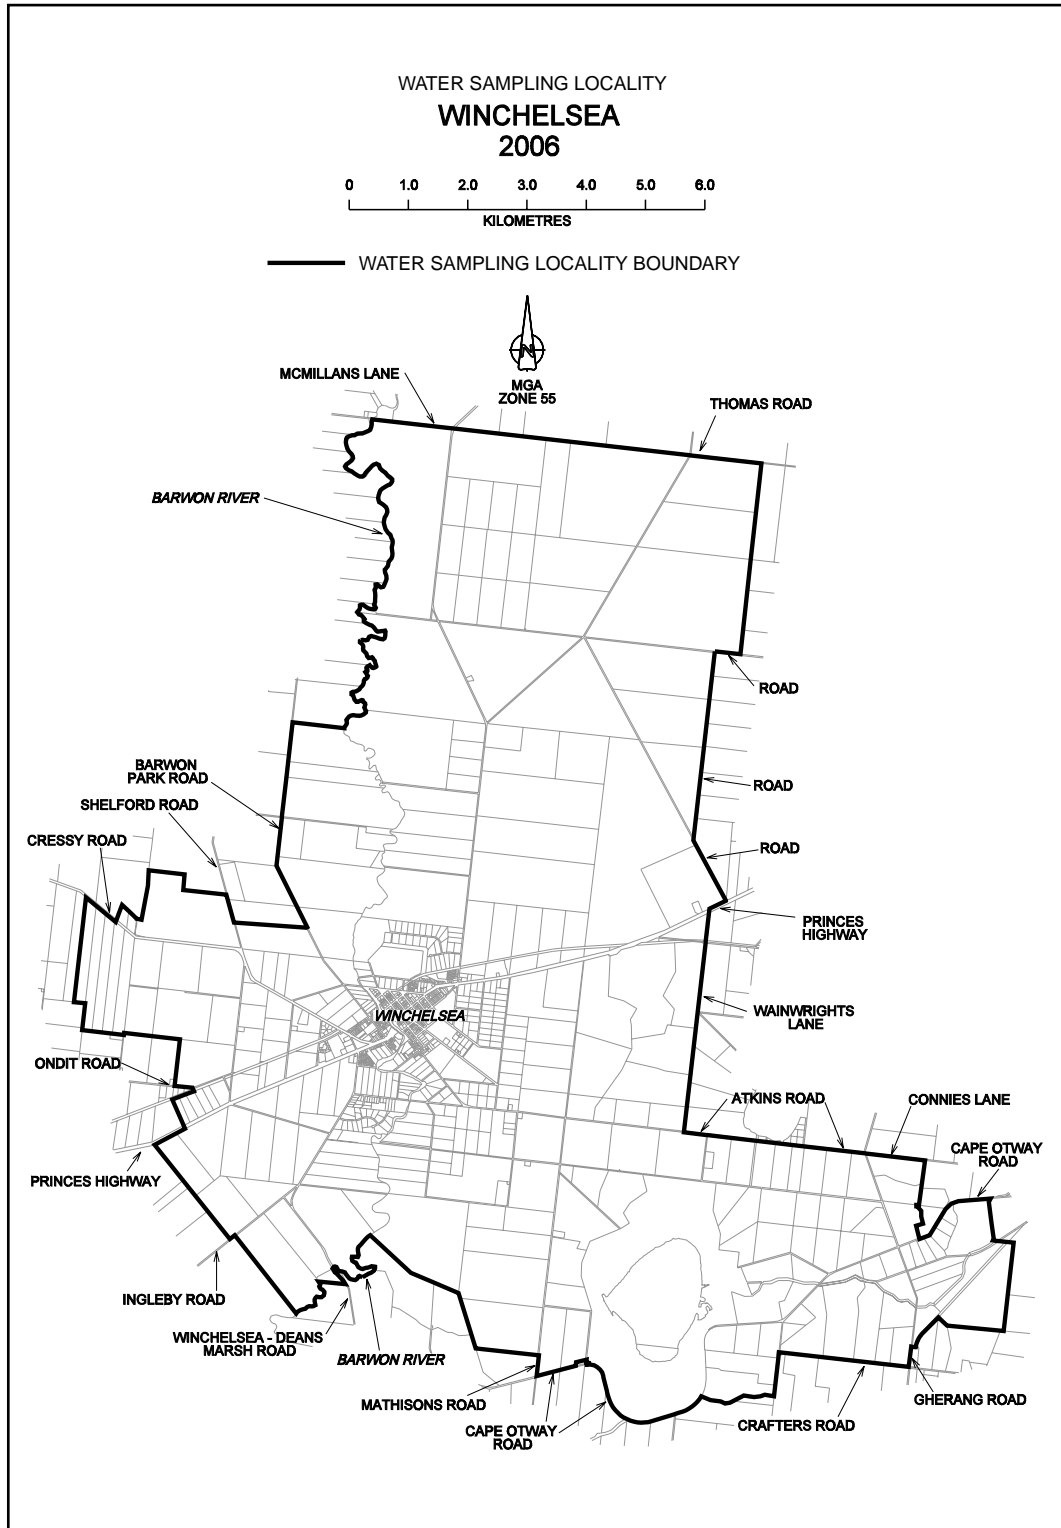 WATER SAMPLING LOCALITY
WINCHELSEA
2006
0 1.0 2.0 3.0 4.0 5.0 6.0
KILOMETRES
WATER SAMPLING LOCALITY BOUNDARY
N
MGA
ZONE 55
MCMILLANS LANE
THOMAS ROAD
BARWON RIVER
ROAD
BARWON
PARK ROAD
ROAD
SHELFORD ROAD
CRESSY ROAD
ROAD
PRINCES
HIGHWAY
WINCHELSEA
WAINWRIGHTS
LANE
ONDIT ROAD
ATKINS ROAD
CONNIES LANE
CAPE OTWAY
ROAD
PRINCES HIGHWAY
INGLEBY ROAD
WINCHELSEA - DEANS
MARSH ROAD
BARWON RIVER
MATHISONS ROAD
CAPE OTWAY
ROAD
CRAFTERS ROAD
GHERANG ROAD